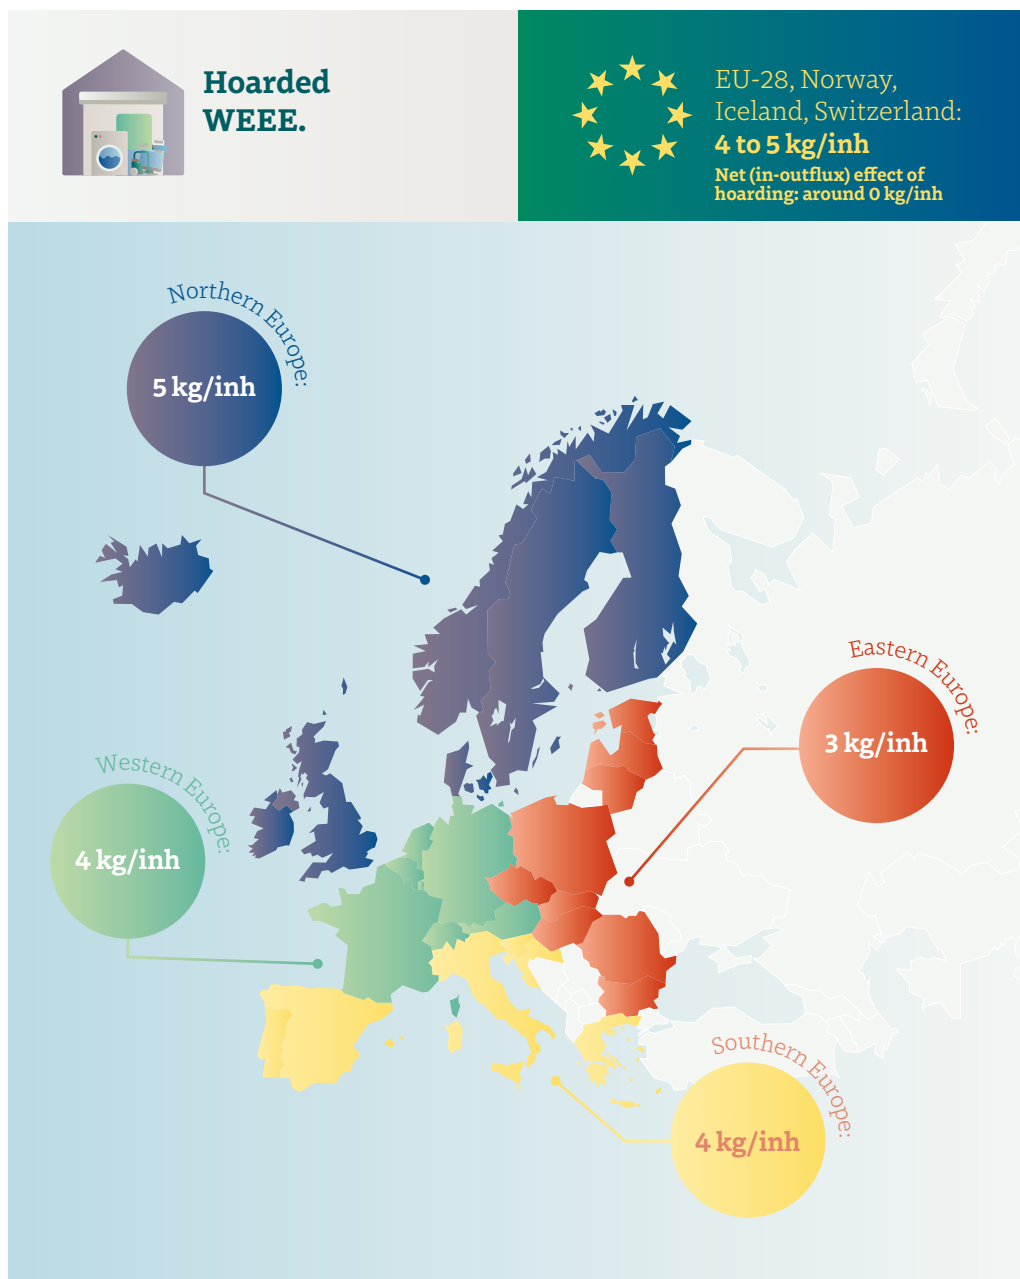 Hoarded
WEEE.
EU-28, Norway,
Iceland, Switzerland:
4 to 5 kg/inh
Net (in-outflux) effect of
hoarding: around 0 kg/inh
Northern Europe:
5 kg/inh
Eastern Europe:
3 kg/inh
Western Europe:
4 kg/inh
Southern Europe:
4 kg/inh